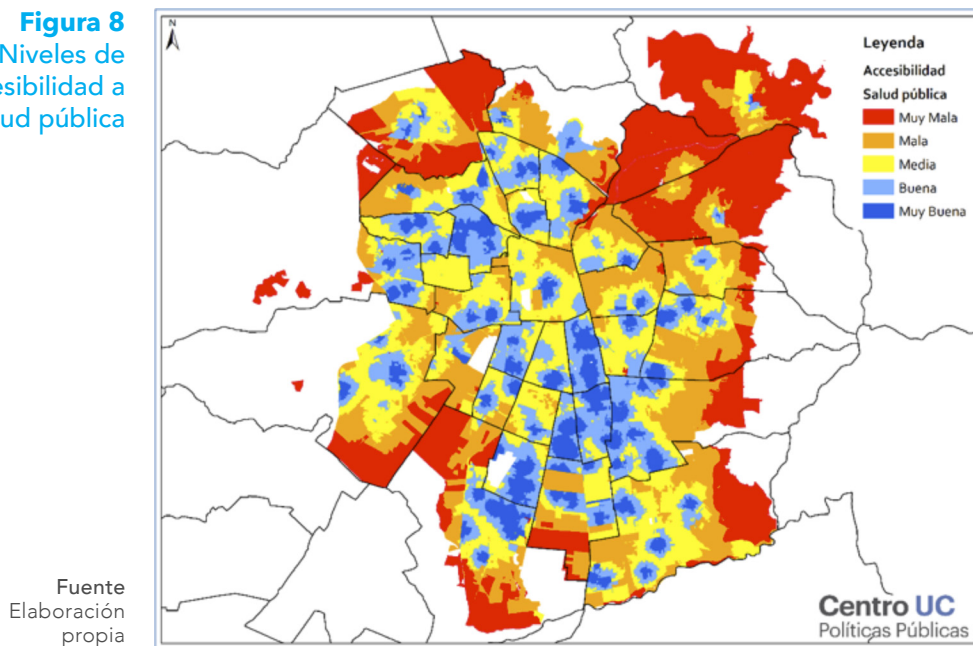 Figura 8
Niveles de
esibilidad a
ud pública
N
Leyenda
Accesibilidad
Salud pública
Muy Mala
Mala
Media
Buena
Muy Buena
Fuente
Elaboración
propia
Centro UC
Políticas Públicas